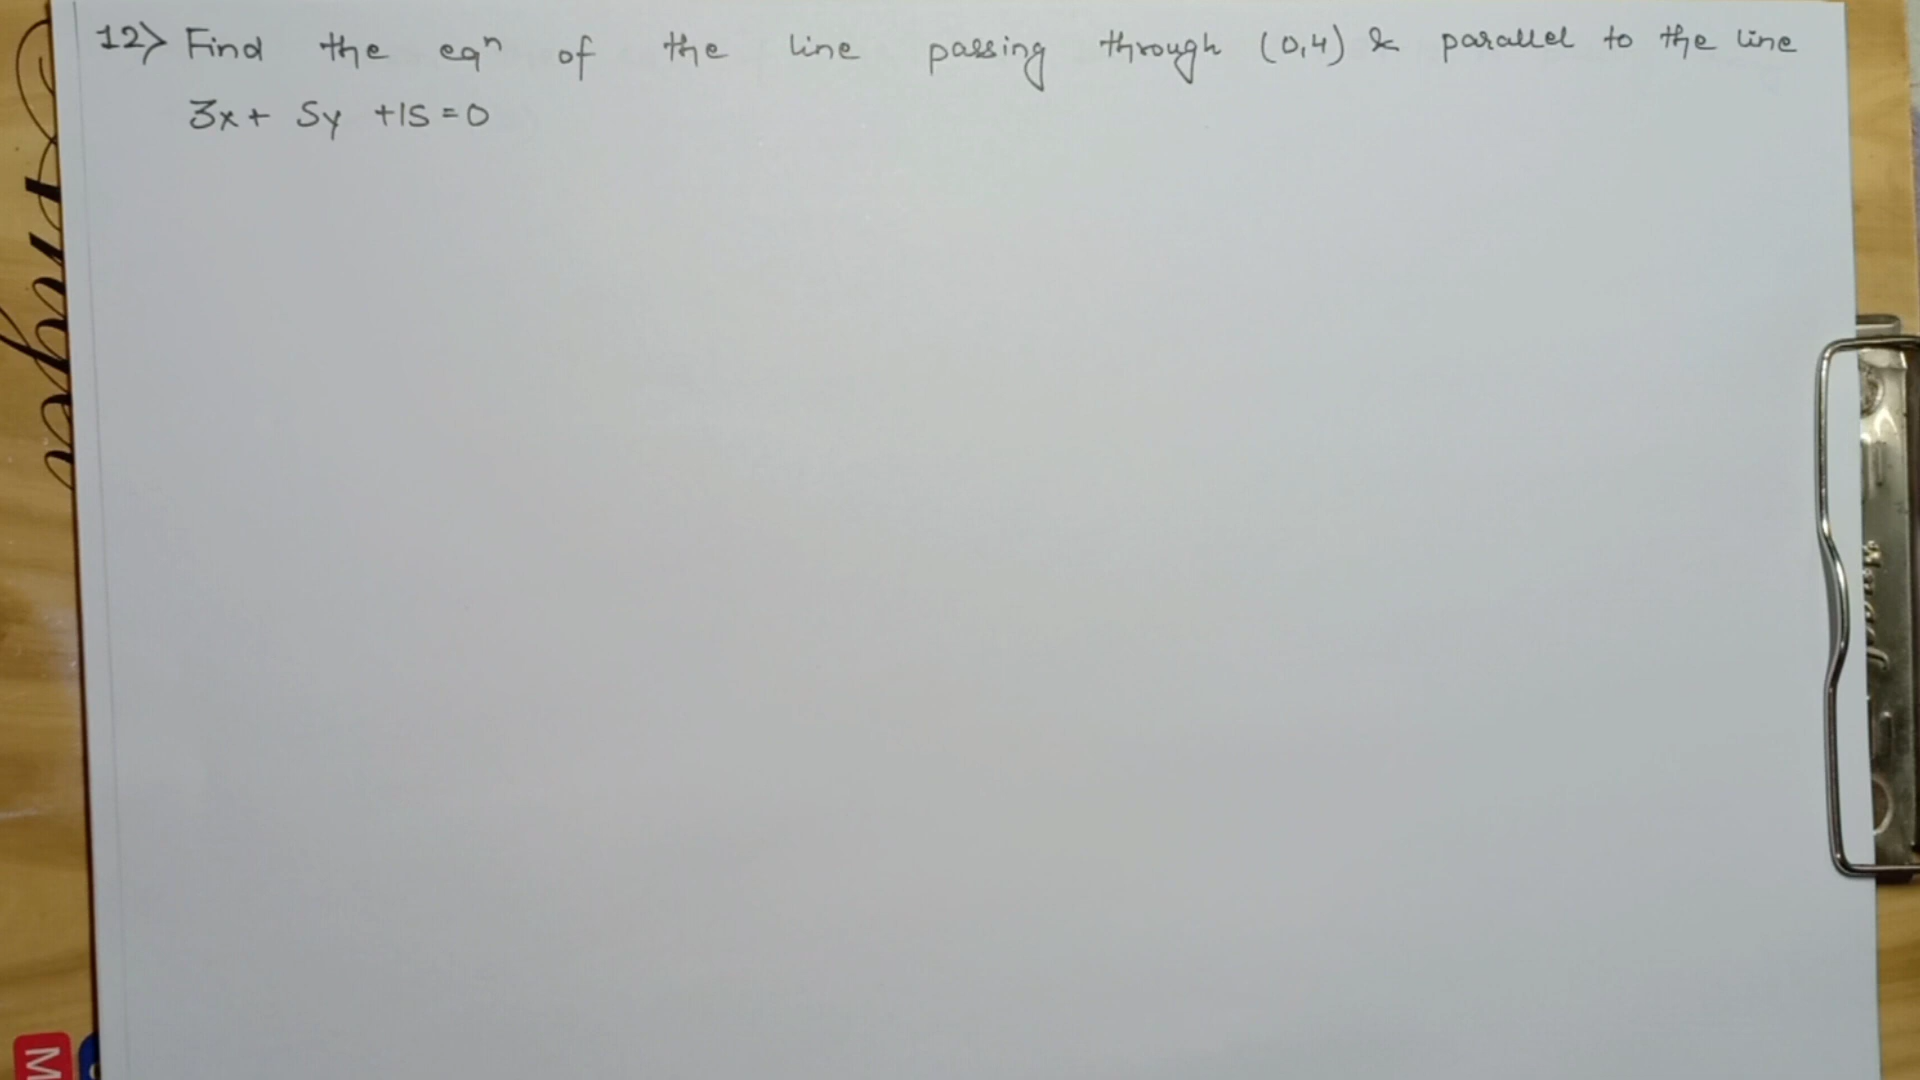 12> Find the eqⁿ of the line passing through (0,4) & parallel to the line
3x + 5y + 15 = 0
M